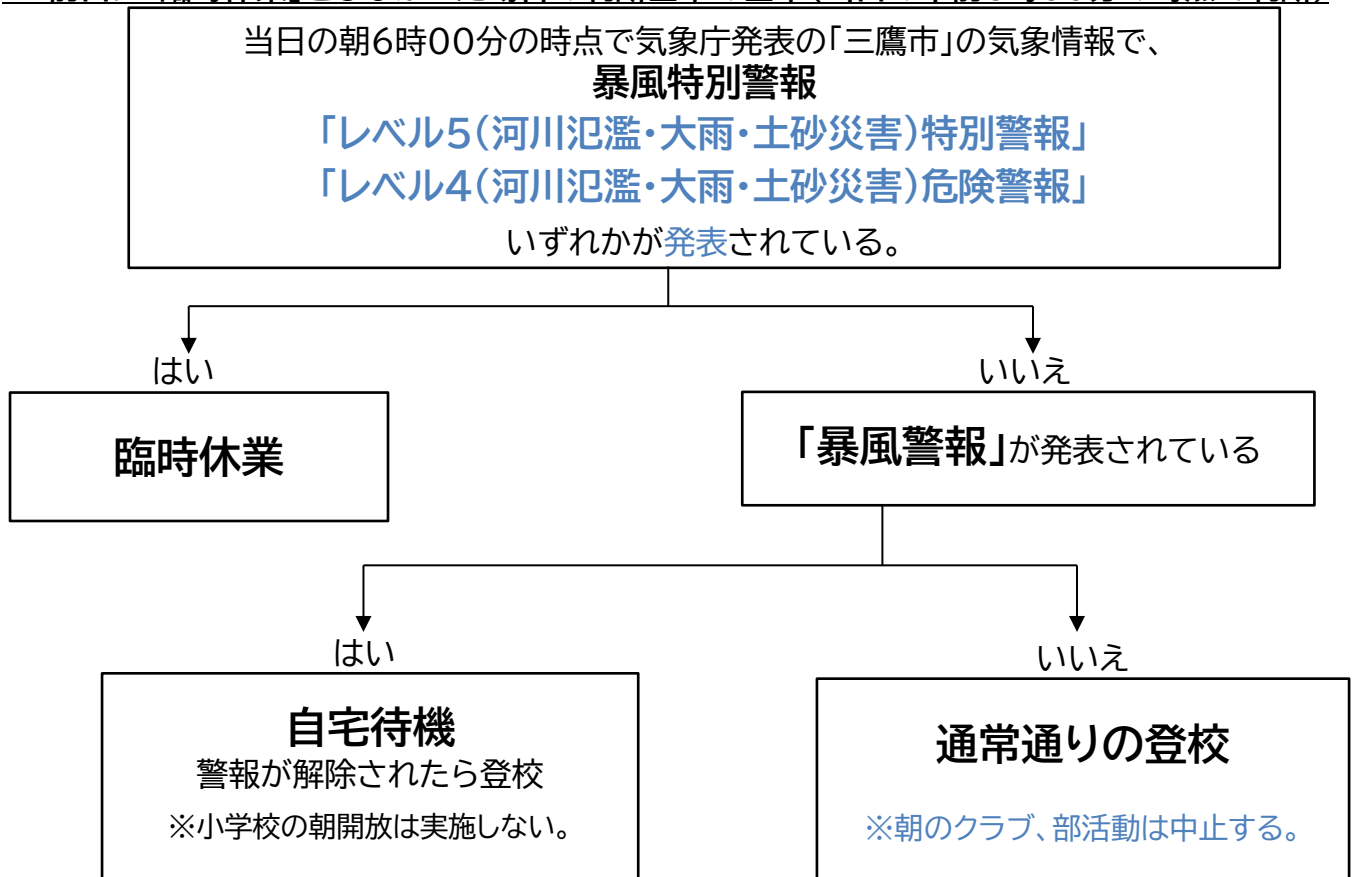 当日の朝6時00分の時点で気象庁発表の「三鷹市」の気象情報で、
暴風特別警報
「レベル5(河川氾濫・大雨・土砂災害)特別警報」
「レベル4(河川氾濫・大雨・土砂災害)危険警報」
いずれかが発表されている。
はい
いいえ
臨時休業
「暴風警報」が発表されている
はい
いいえ
自宅待機
警報が解除されたら登校
※小学校の朝開放は実施しない。
通常通りの登校
※朝のクラブ、部活動は中止する。